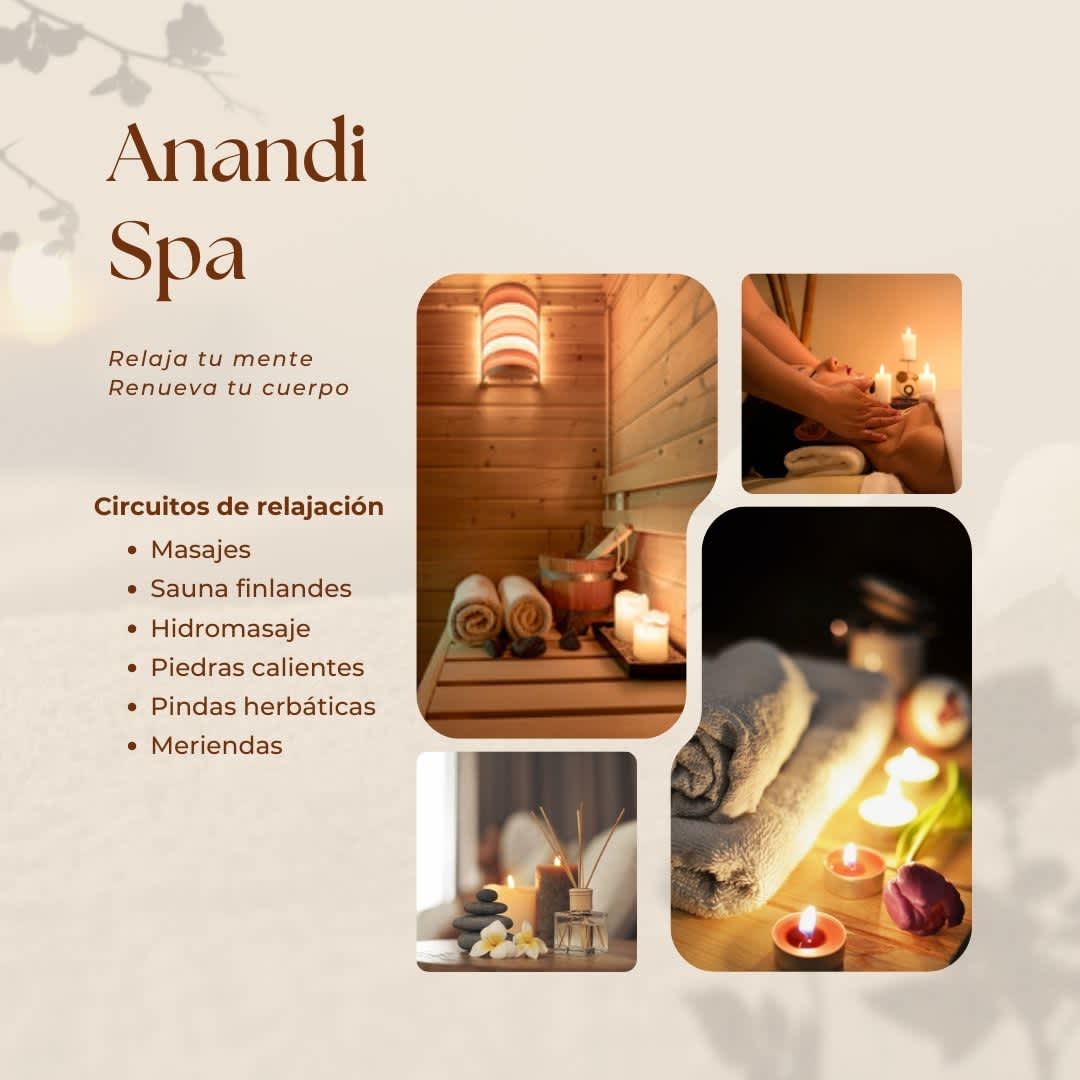 Anandi
Spa
Relaja tu mente
Renueva tu cuerpo
Circuitos de relajación
• Masajes
• Sauna finlandes
• Hidromasaje
• Piedras calientes
• Pindas herbáticas
• Meriendas